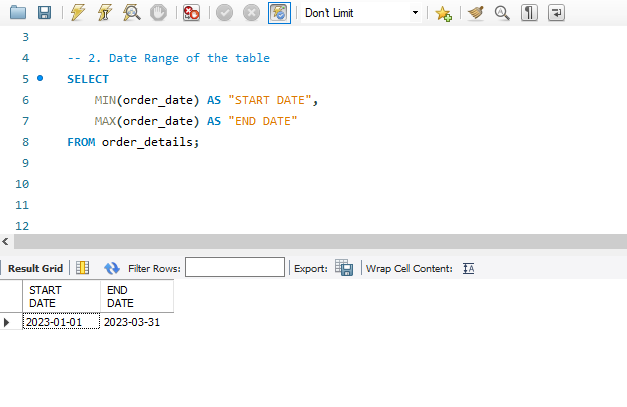 Don't Limit
3
4 -- 2. Date Range of the table
5 SELECT
6 MIN(order_date) AS "START DATE",
7 MAX(order_date) AS "END DATE"
8 FROM order_details;
9
10
11
12
Result Grid Filter Rows: Export: Wrap Cell Content:
START END
DATE DATE
2023-01-01 2023-03-31